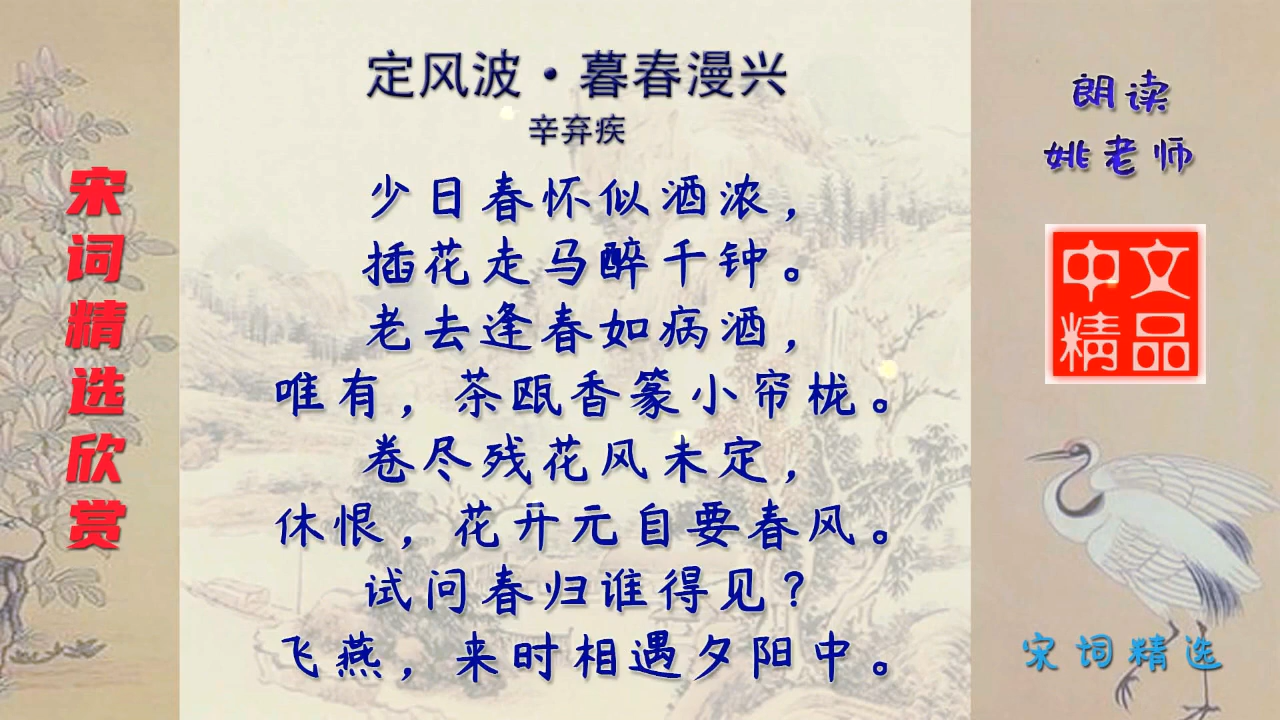 宋词精选欣赏
定风波·暮春漫兴
辛弃疾
少日春怀似酒浓，
插花走马醉千钟。
老去逢春如病酒，
唯有，茶瓯香篆小帘栊。
卷尽残花风未定，
休恨，花开元自要春风。
试问春归谁得见？
飞燕，来时相遇夕阳中。
朗读
姚老师
中文
精品
宋词精选